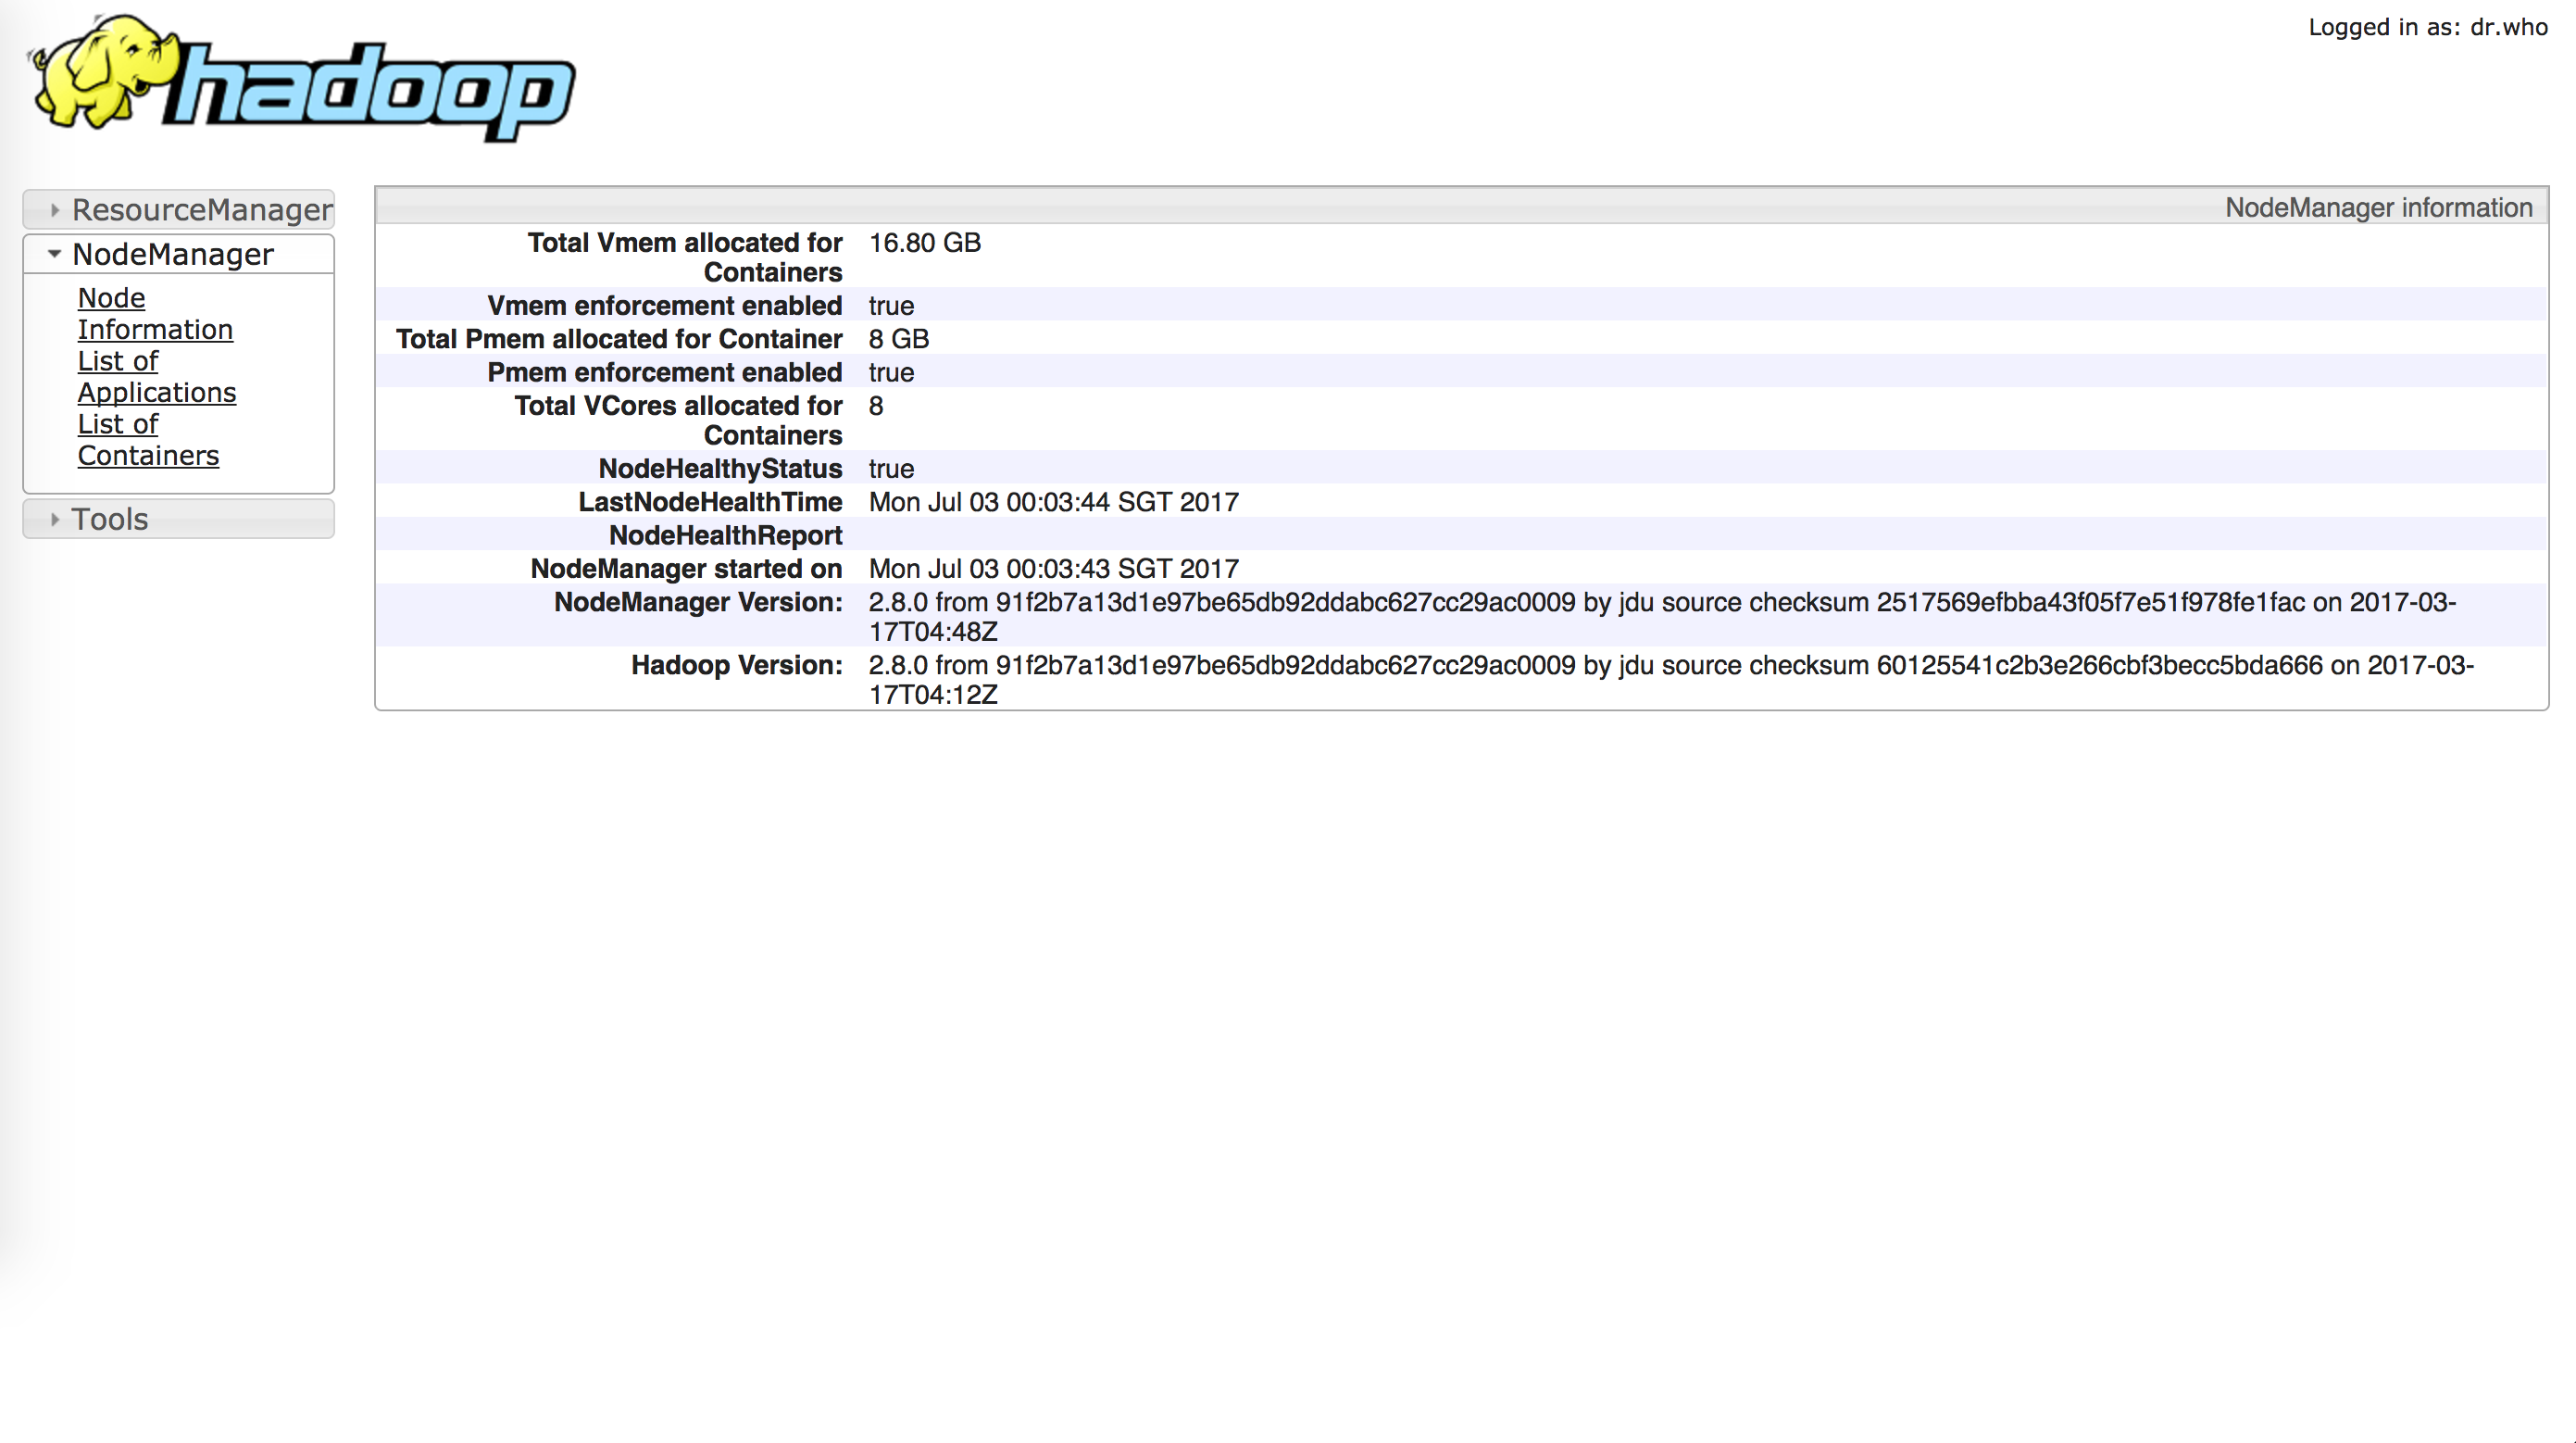 hadoop
Logged in as: dr.who
ResourceManager
NodeManager
Node
Information
List of
Applications
List of
Containers
Tools
NodeManager information
Total Vmem allocated for
Containers
16.80 GB
Vmem enforcement enabled true
Total Pmem allocated for Container 8 GB
Pmem enforcement enabled true
Total VCores allocated for
Containers
8
NodeHealthyStatus true
LastNodeHealthTime Mon Jul 03 00:03:44 SGT 2017
NodeHealthReport
NodeManager started on Mon Jul 03 00:03:43 SGT 2017
NodeManager Version: 2.8.0 from 91f2b7a13d1e97be65db92ddabc627cc29ac0009 by jdu source checksum 2517569efbba43f05f7e51f978fe1fac on 2017-03-
17T04:48Z
Hadoop Version: 2.8.0 from 91f2b7a13d1e97be65db92ddabc627cc29ac0009 by jdu source checksum 60125541c2b3e266cbf3becc5bda666 on 2017-03-
17T04:12Z